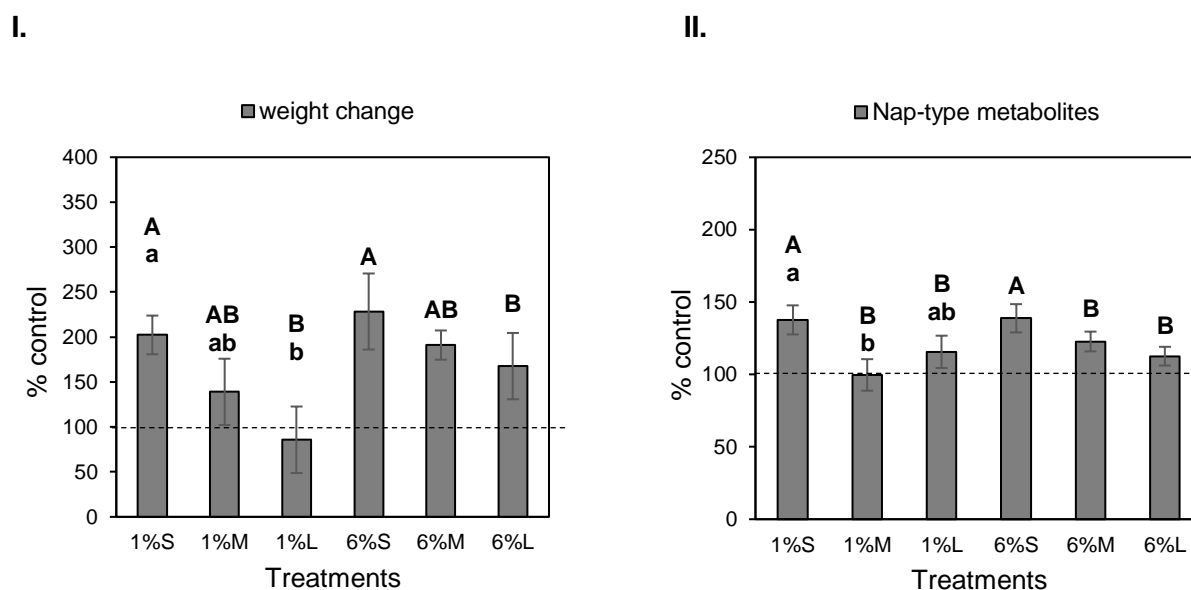 I.
weight change
400
350
300
250
200
150
100
50
0
% control
A
a
AB
ab
B
b
A
AB
B
1%S 1%M 1%L 6%S 6%M 6%L
Treatments
II.
Nap-type metabolites
250
200
150
100
50
0
% control
A
a
B
b
B
ab
A
B
B
1%S 1%M 1%L 6%S 6%M 6%L
Treatments